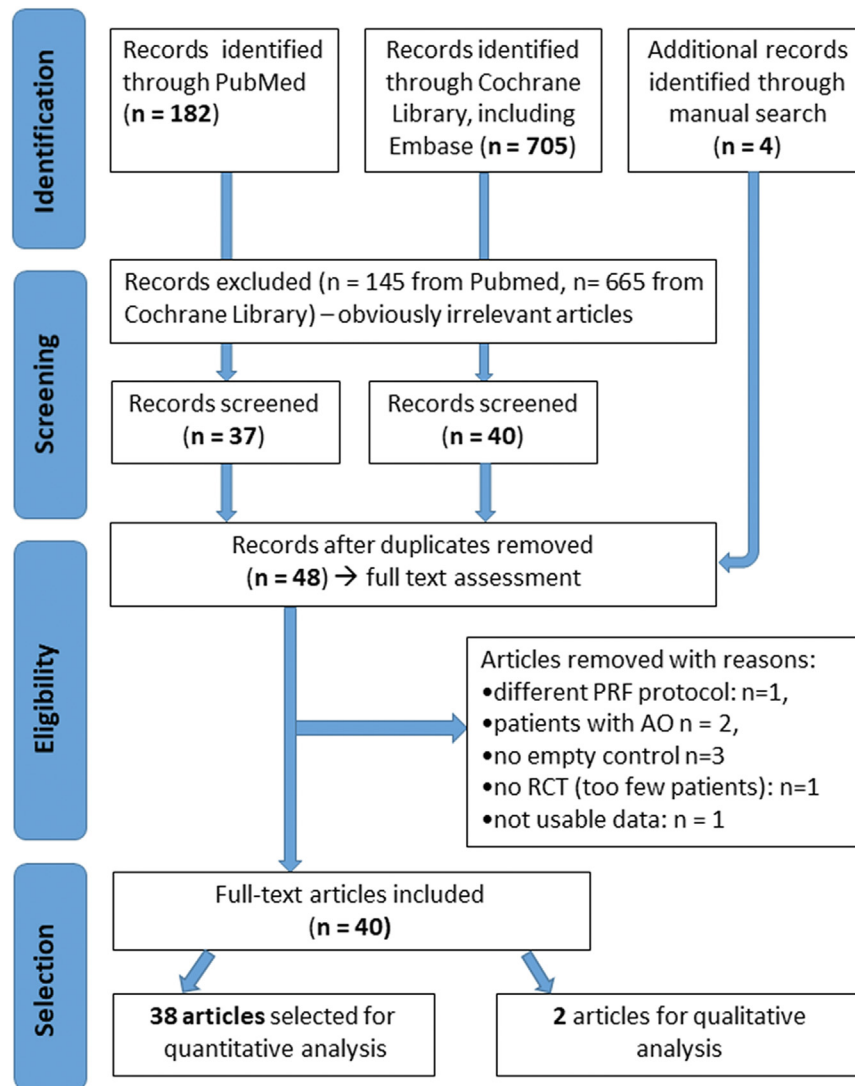 Identification
Records identified
through PubMed
(n = 182)
Records identified
through Cochrane
Library, including
Embase (n = 705)
Additional records
identified through
manual search
(n = 4)
Screening
Records excluded (n = 145 from Pubmed, n= 665 from
Cochrane Library) – obviously irrelevant articles
Records screened
(n = 37)
Records screened
(n = 40)
Eligibility
Records after duplicates removed
(n = 48) → full text assessment
Articles removed with reasons:
•different PRF protocol: n=1,
•patients with AO n = 2,
•no empty control n=3
•no RCT (too few patients): n=1
•not usable data: n = 1
Selection
Full-text articles included
(n = 40)
38 articles selected for
quantitative analysis
2 articles for qualitative
analysis